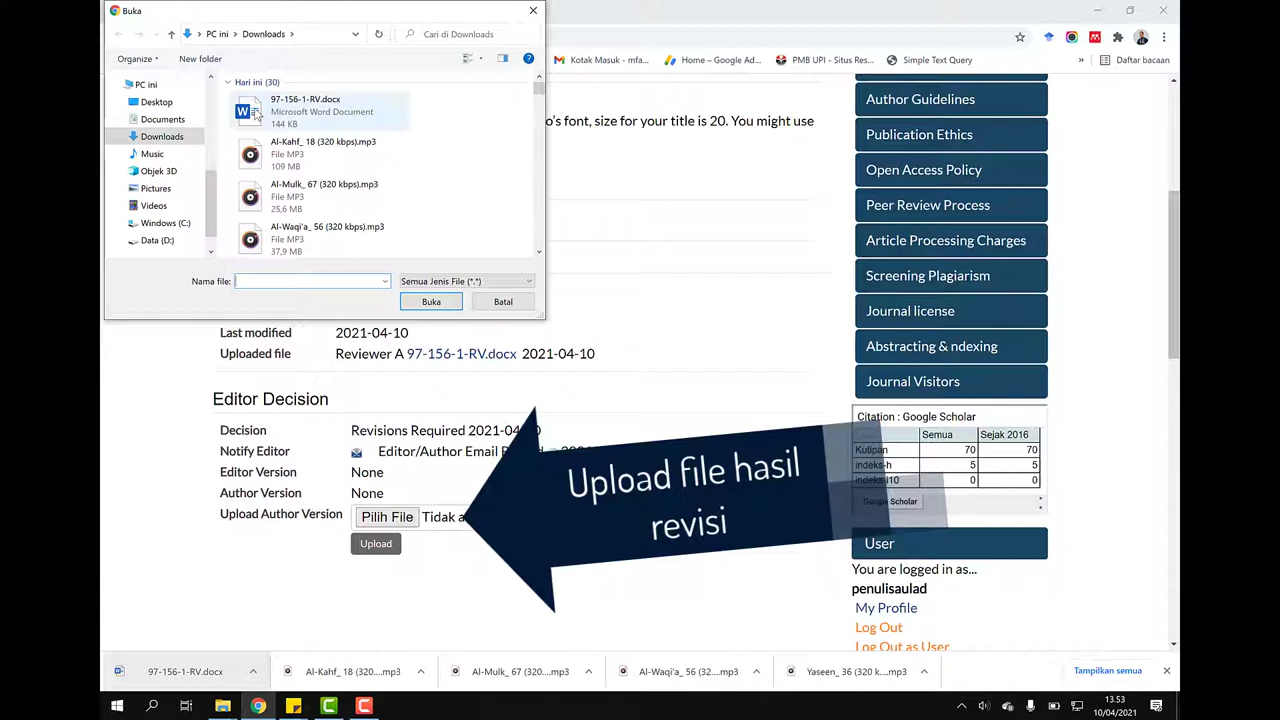 Buka
PC ini
Downloads
Cari di Downloads
Organize
New folder
PC ini
Desktop
Documents
Downloads
Music
Objek 3D
Pictures
Videos
Windows (C:)
Data (D:)
Hari ini (30)
97-156-1-RV.docx
Microsoft Word Document
144 KB
Al-Kahf_ 18 (320 kbps).mp3
File MP3
109 MB
Al-Mulk_ 67 (320 kbps).mp3
File MP3
25,6 MB
Al-Waqi'a_ 56 (320 kbps).mp3
File MP3
37,9 MB
Nama file:
Semua Jenis File (*.*)
Buka
Batal
Kotak Masuk - mfa...
Home – Google Ad...
PMB UPI - Situs Res...
Simple Text Query
»
Daftar bacaan
o's font, size for your title is 20. You might use
Last modified 2021-04-10
Uploaded file Reviewer A 97-156-1-RV.docx 2021-04-10
Editor Decision
Decision Revisions Required 2021-04-
Notify Editor Editor/Author Email
Editor Version None
Author Version None
Upload Author Version Pilih File Tidak a
Upload
Upload file hasil
revisi
Author Guidelines
Publication Ethics
Open Access Policy
Peer Review Process
Article Processing Charges
Screening Plagiarism
Journal license
Abstracting & ndexing
Journal Visitors
Citation : Google Scholar
Semua Sejak 2016
Kutipan 70 70
indeks-h 5 5
indeks-i10 0 0
Google Scholar
User
You are logged in as...
penulisaulad
My Profile
Log Out
Log Out as User
97-156-1-RV.docx
Al-Kahf_ 18 (320....mp3
Al-Mulk_ 67 (320....mp3
Al-Waqi'a_ 56 (32....mp3
Yaseen_ 36 (320 k....mp3
Tampilkan semua
13.53
10/04/2021